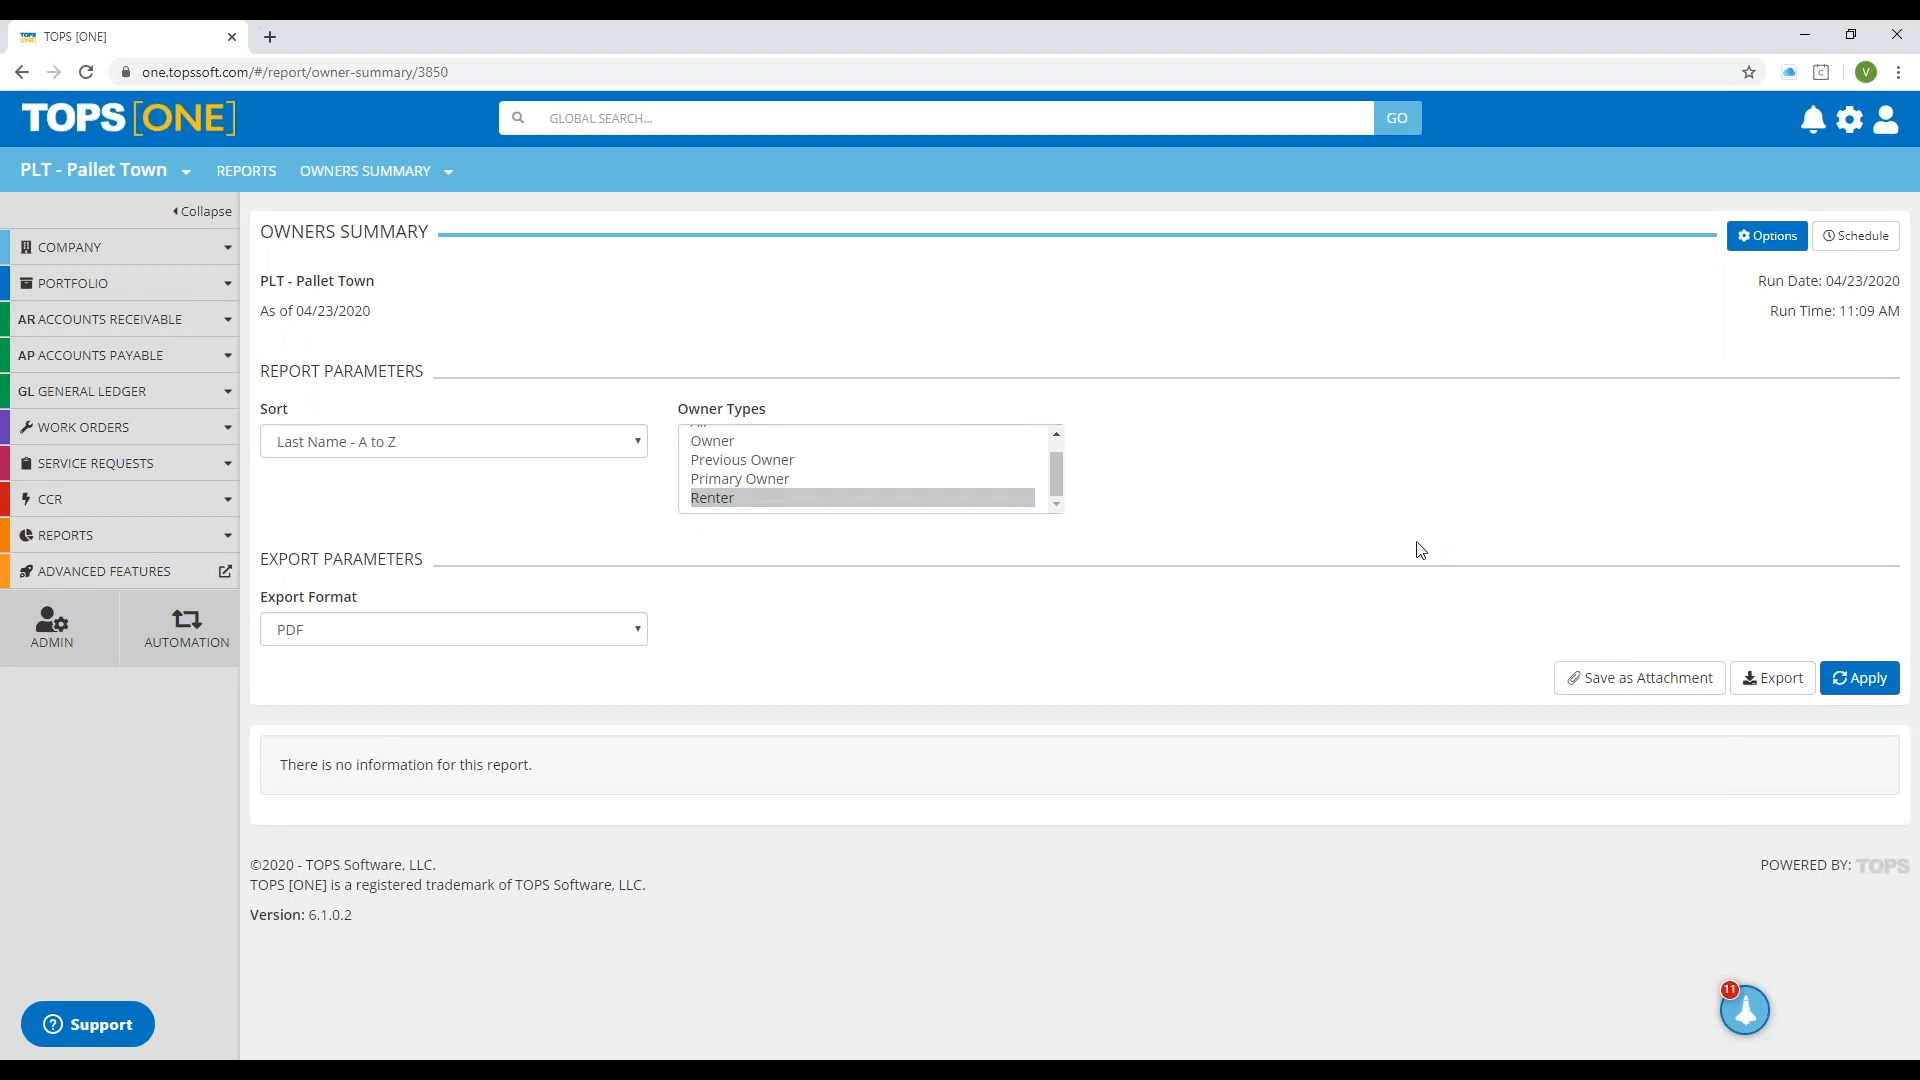 TOPS [ONE]
one.topssoft.com/#/report/owner-summary/3850
V
TOPS [ONE]
GLOBAL SEARCH...
GO
PLT - Pallet Town
REPORTS
OWNERS SUMMARY
Collapse
COMPANY
PORTFOLIO
AR ACCOUNTS RECEIVABLE
AP ACCOUNTS PAYABLE
GL GENERAL LEDGER
WORK ORDERS
SERVICE REQUESTS
CCR
REPORTS
ADVANCED FEATURES
ADMIN
AUTOMATION
OWNERS SUMMARY
Options
Schedule
PLT - Pallet Town
Run Date: 04/23/2020
As of 04/23/2020
Run Time: 11:09 AM
REPORT PARAMETERS
Sort
Last Name - A to Z
Owner Types
Owner
Previous Owner
Primary Owner
Renter
EXPORT PARAMETERS
Export Format
PDF
Save as Attachment
Export
Apply
There is no information for this report.
©2020 - TOPS Software, LLC.
TOPS [ONE] is a registered trademark of TOPS Software, LLC.
Version: 6.1.0.2
POWERED BY: TOPS
11
Support